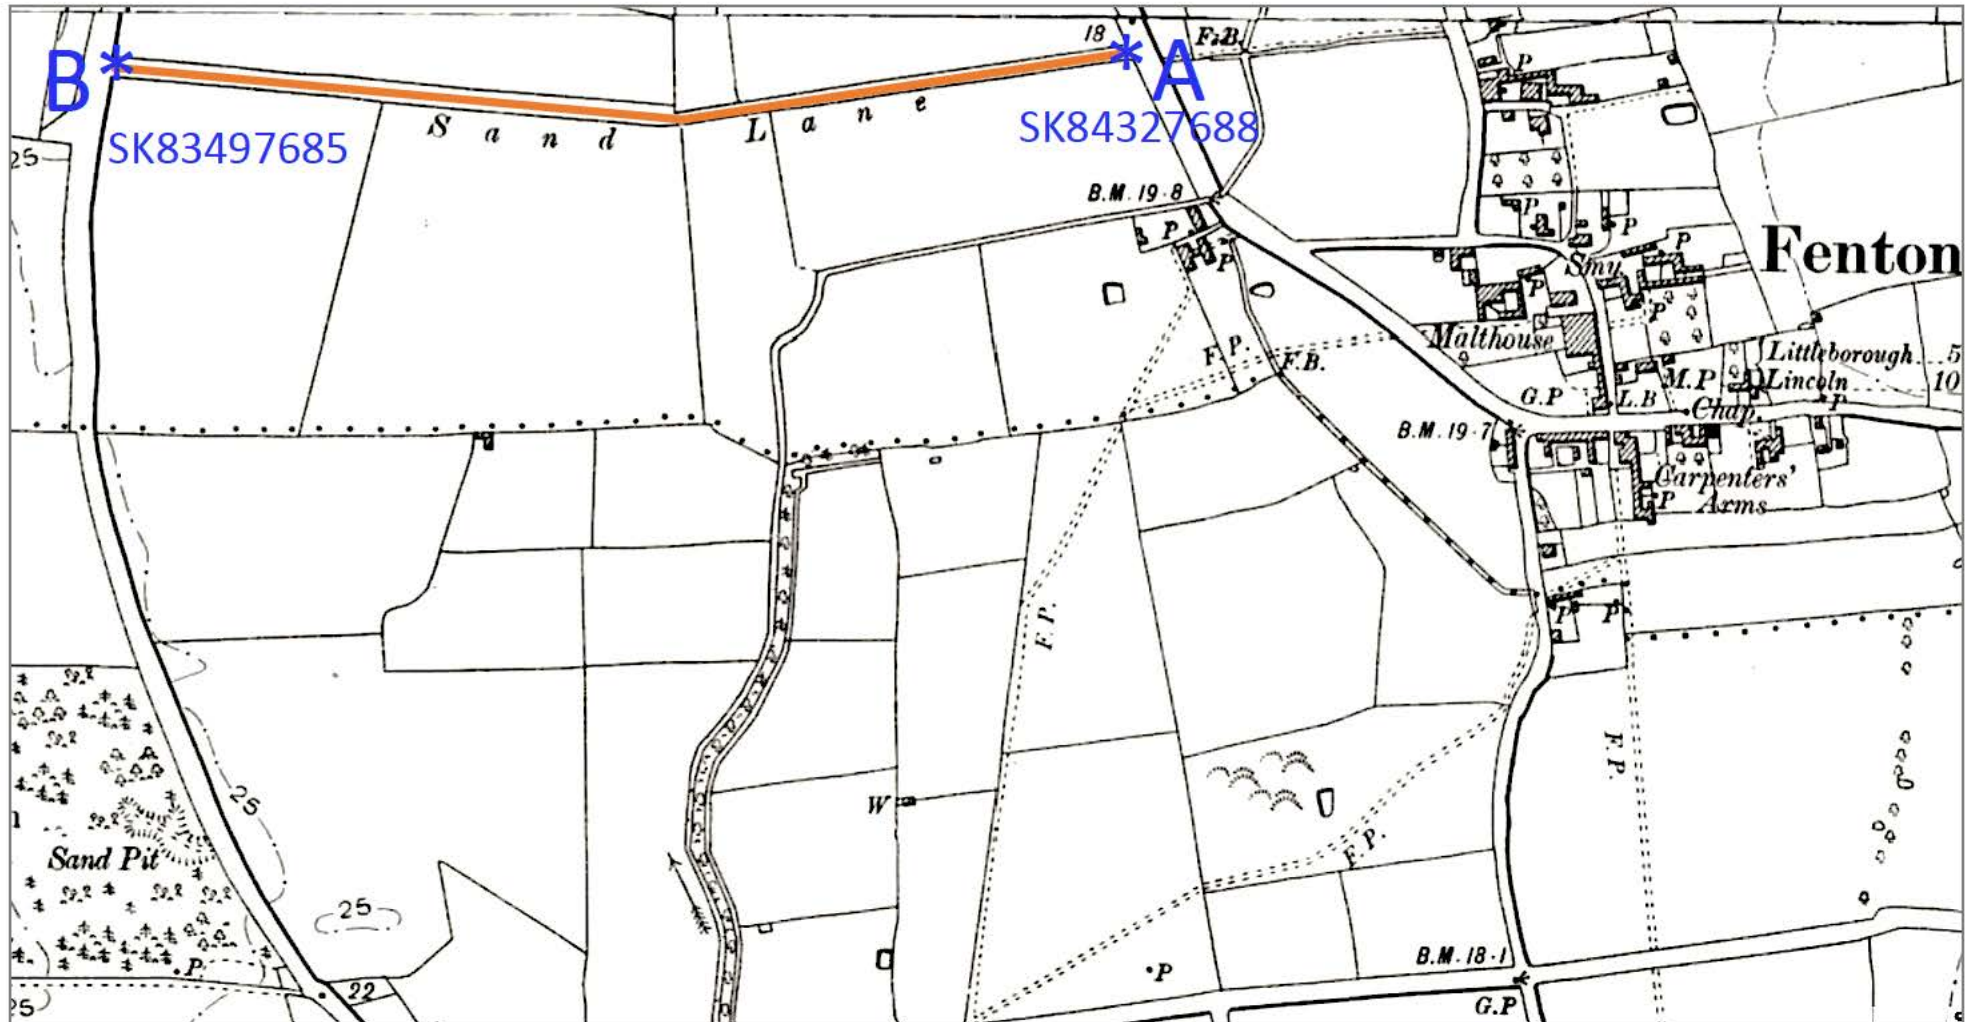 18
F.B.
B
A
P
SK83497685
S a n d L a n e
SK84327688
25
B.M. 19·8
P
P
P
P
P
Fenton
Smy.
P
P
Malthouse
F.P.
F.B.
Littleborough 5
Lincoln 10
M.P
G.P
L.B
Chap.
P
B.M. 19·7
Carpenters'
Arms
P
P
P
F.P.
F.P.
25
W
Sand Pit
F.P.
25
P
B.M. 18·1
P
22
G.P